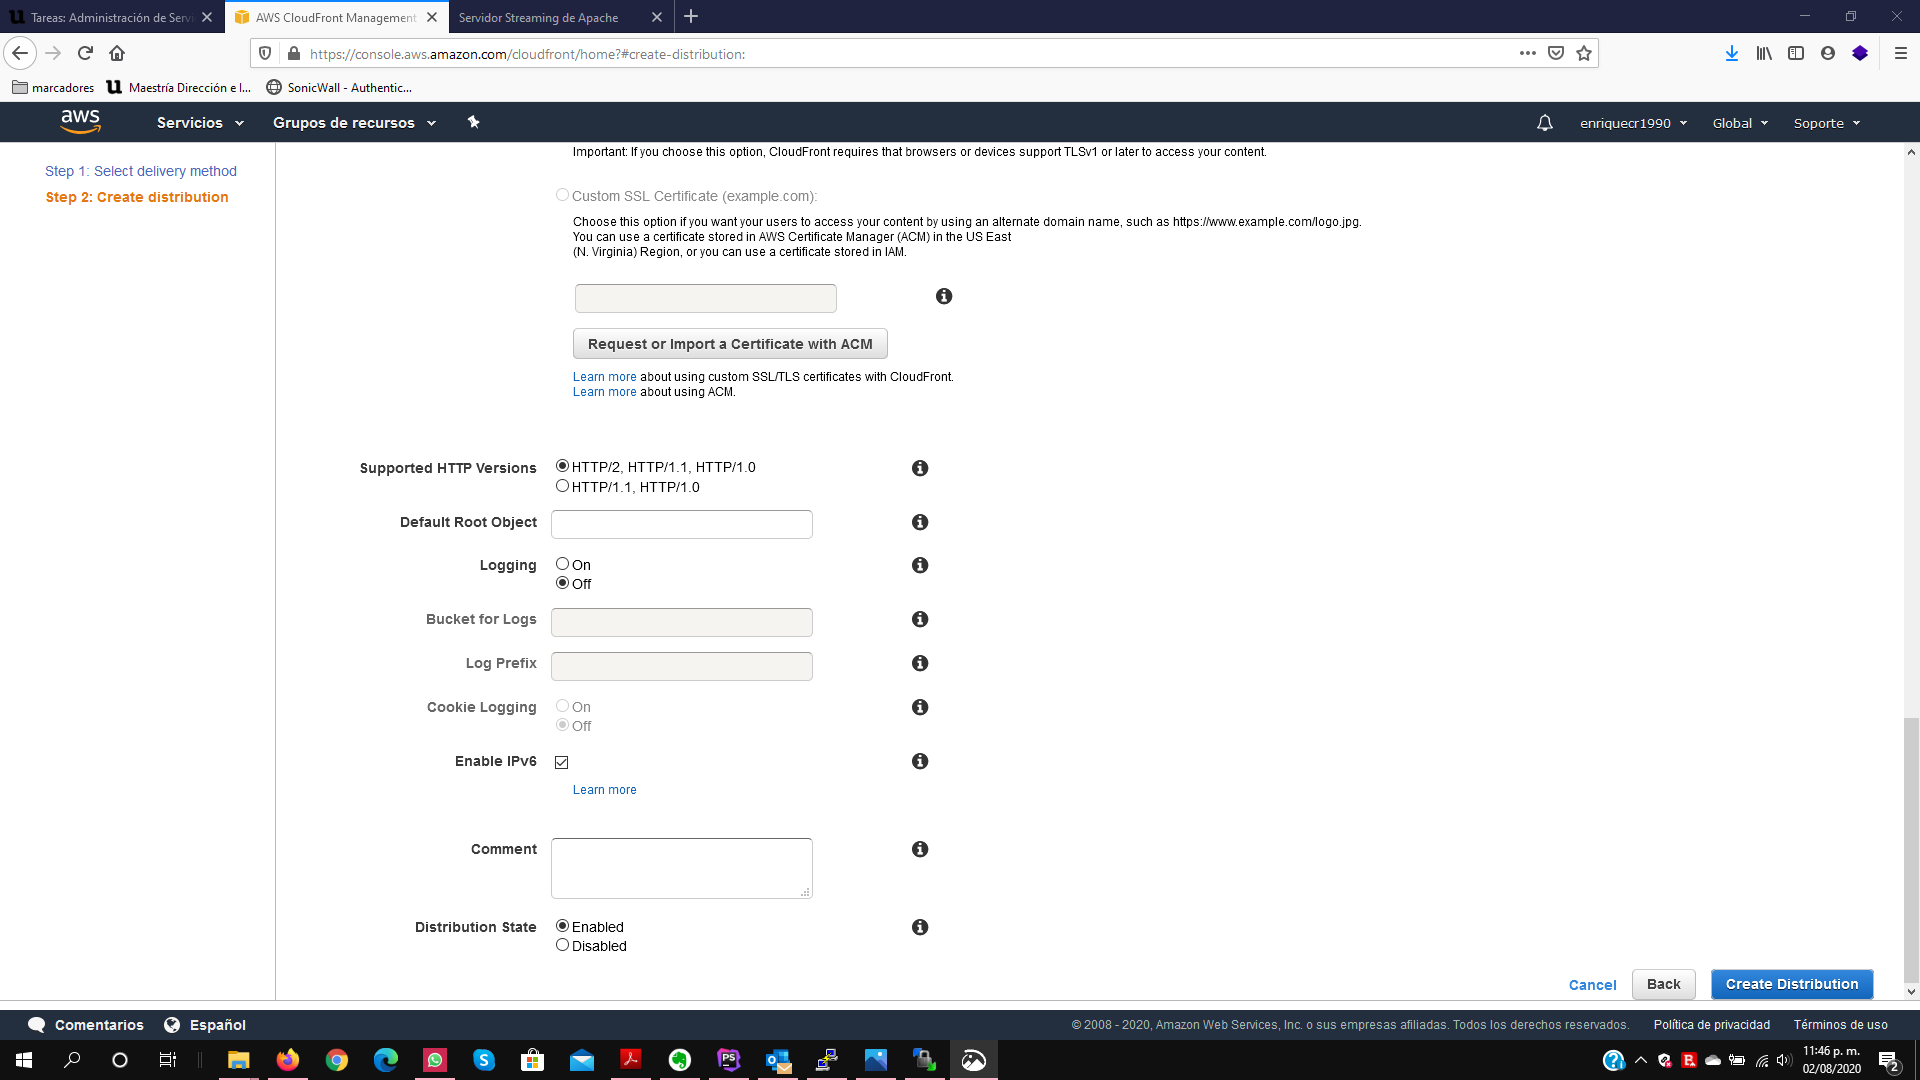 Tareas: Administración de Servi
AWS CloudFront Management
Servidor Streaming de Apache
https://console.aws.amazon.com/cloudfront/home?#create-distribution:
marcadores
Maestría Dirección e I...
SonicWall - Authentic...
aws
Servicios
Grupos de recursos
enriquecr1990
Global
Soporte
Step 1: Select delivery method
Step 2: Create distribution
Important: If you choose this option, CloudFront requires that browsers or devices support TLSv1 or later to access your content.
Custom SSL Certificate (example.com):
Choose this option if you want your users to access your content by using an alternate domain name, such as https://www.example.com/logo.jpg.
You can use a certificate stored in AWS Certificate Manager (ACM) in the US East
(N. Virginia) Region, or you can use a certificate stored in IAM.
Request or Import a Certificate with ACM
Learn more about using custom SSL/TLS certificates with CloudFront.
Learn more about using ACM.
Supported HTTP Versions
HTTP/2, HTTP/1.1, HTTP/1.0
HTTP/1.1, HTTP/1.0
Default Root Object
Logging
On
Off
Bucket for Logs
Log Prefix
Cookie Logging
On
Off
Enable IPv6
Learn more
Comment
Distribution State
Enabled
Disabled
Cancel
Back
Create Distribution
Comentarios
Español
© 2008 - 2020, Amazon Web Services, Inc. o sus empresas afiliadas. Todos los derechos reservados.
Política de privacidad
Términos de uso
11:46 p. m.
02/08/2020
2